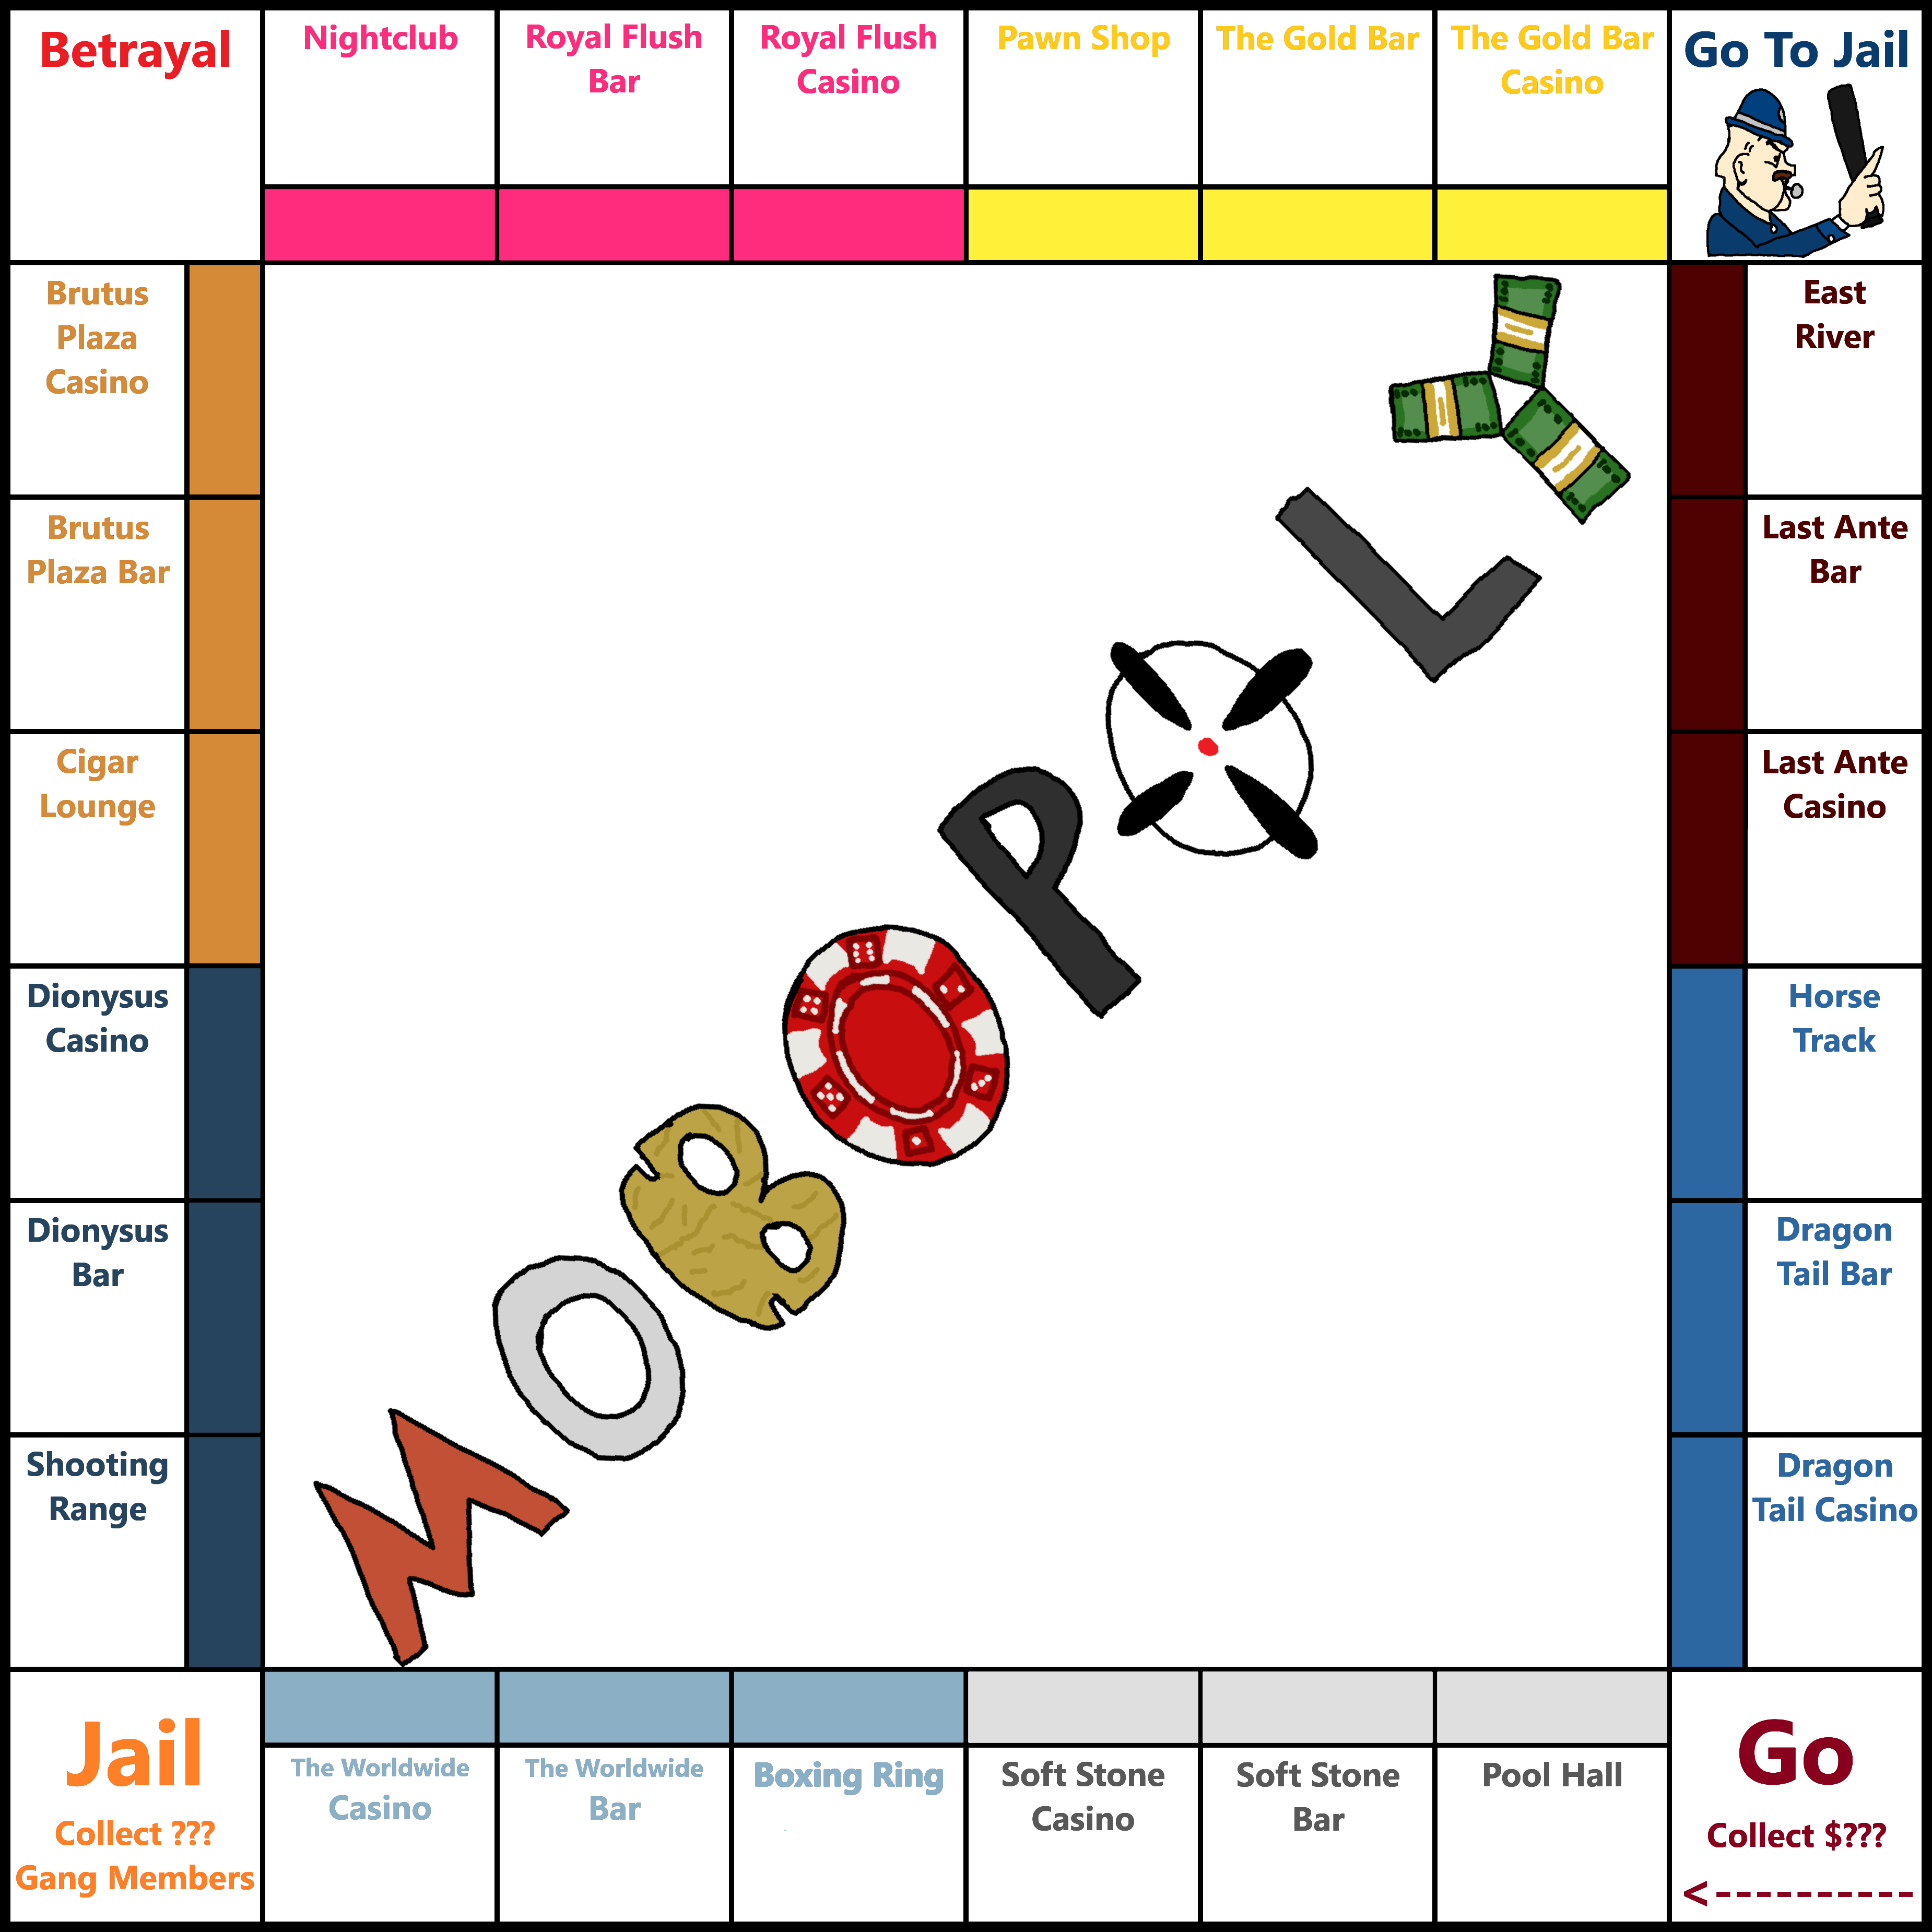 Betrayal
Nightclub
Royal Flush
Bar
Royal Flush
Casino
Pawn Shop
The Gold Bar
The Gold Bar
Casino
Go To Jail
Brutus
Plaza
Casino
Brutus
Plaza Bar
Cigar
Lounge
Dionysus
Casino
Dionysus
Bar
Shooting
Range
MOBOPOLY
East
River
Last Ante
Bar
Last Ante
Casino
Horse
Track
Dragon
Tail Bar
Dragon
Tail Casino
Jail
Collect ???
Gang Members
The Worldwide
Casino
The Worldwide
Bar
Boxing Ring
Soft Stone
Casino
Soft Stone
Bar
Pool Hall
Go
Collect $???
<----------